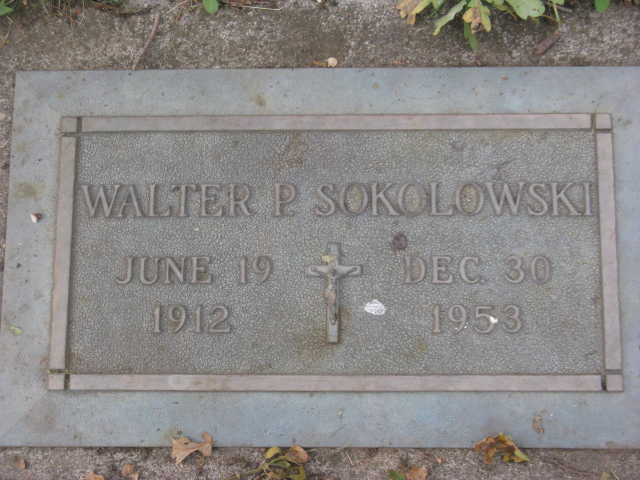 WALTER P. SOKOLOWSKI
JUNE 19 DEC. 30
1912 1953